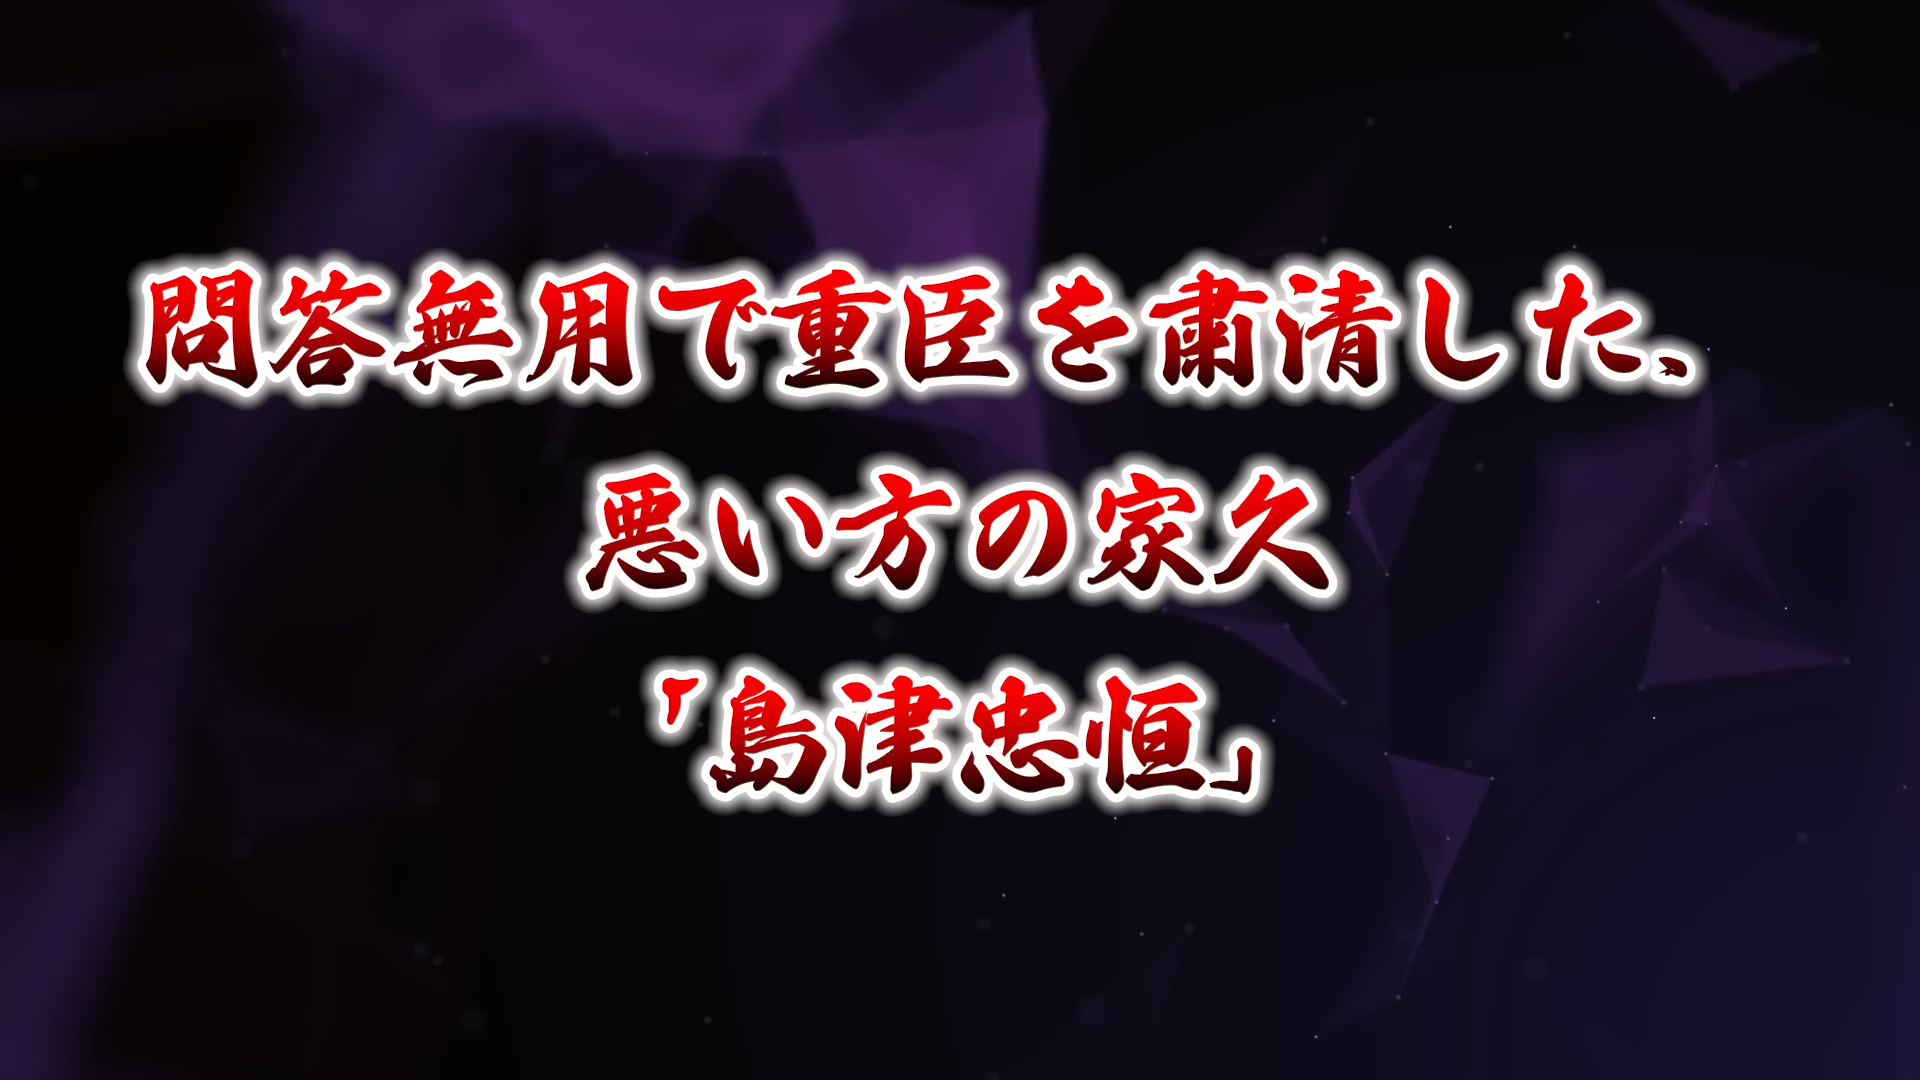 問答無用で重臣を粛清した、
悪い方の家久
「島津忠恒」